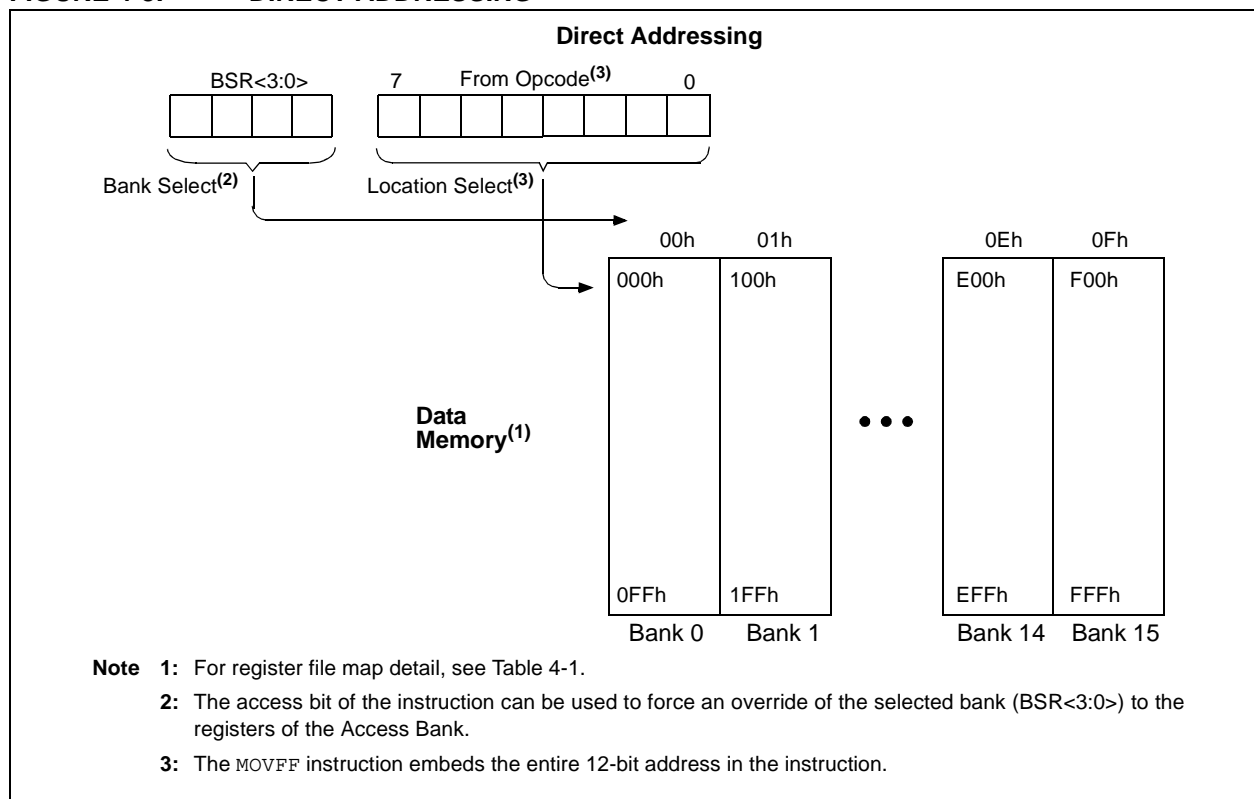 Direct Addressing
BSR<3:0> 7 From Opcode(3) 0
Bank Select(2) Location Select(3)
00h 01h 0Eh 0Fh
000h 100h E00h F00h
Data
Memory(1)
0FFh 1FFh EFFh FFFh
Bank 0 Bank 1 Bank 14 Bank 15
Note 1: For register file map detail, see Table 4-1.
2: The access bit of the instruction can be used to force an override of the selected bank (BSR<3:0>) to the
registers of the Access Bank.
3: The MOVFF instruction embeds the entire 12-bit address in the instruction.